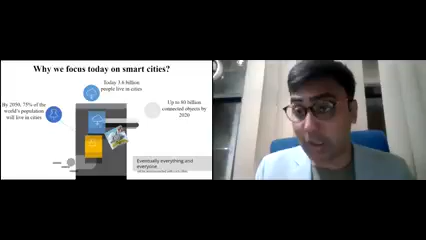 Why we focus today on smart cities?
Today 3.6 billion
people live in cities
By 2050, 75% of the
world's population
will live in cities
Up to 80 billion
connected objects by
2020
Eventually everything and
everyone